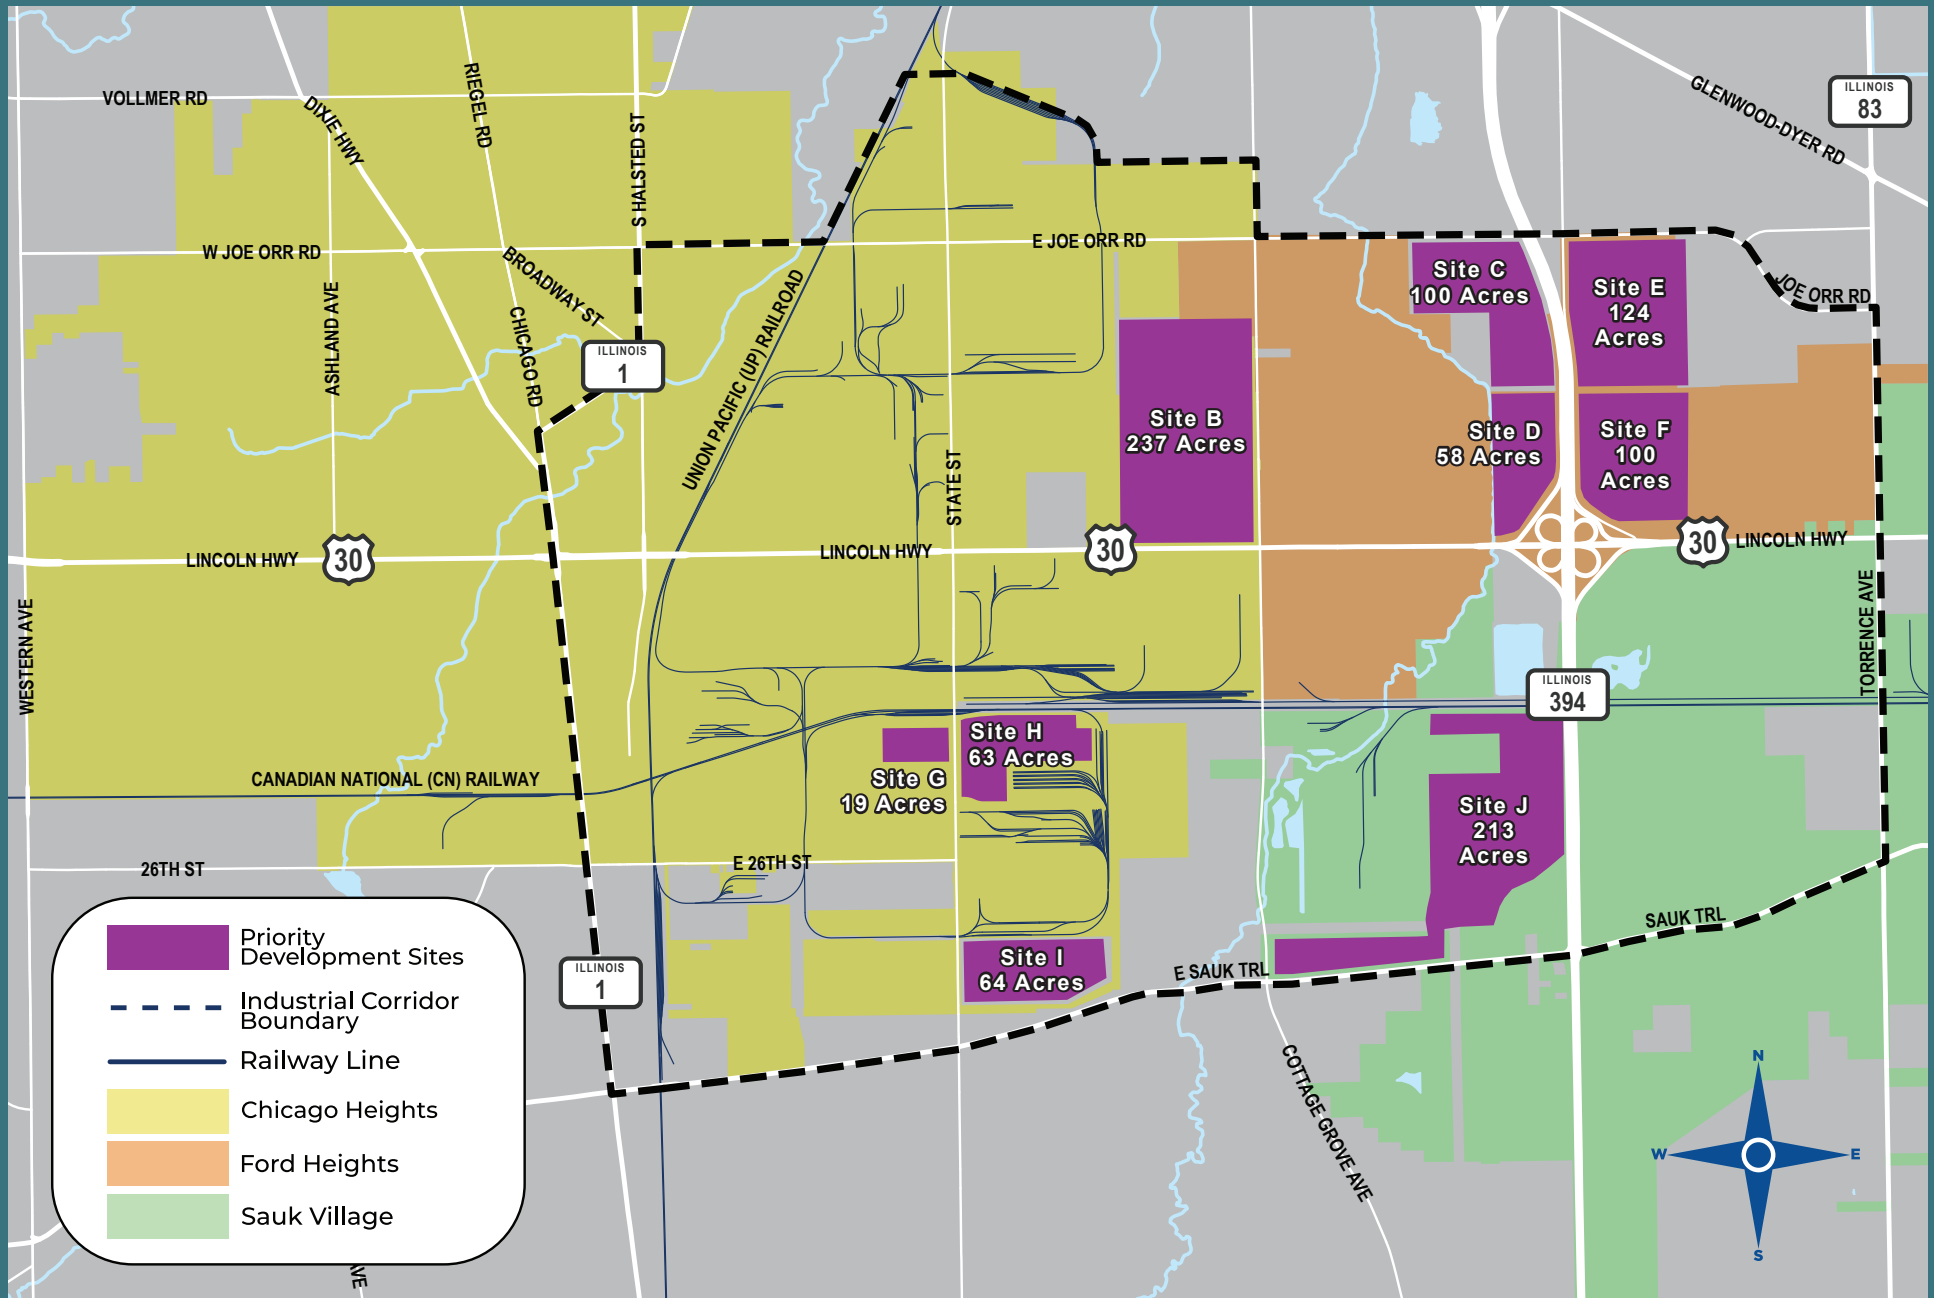 VOLLMER RD
DIXIE HWY
RIEGEL RD
S HALSTED ST
GLENWOOD-DYER RD
ILLINOIS
83
W JOE ORR RD
BROADWAY ST
E JOE ORR RD
JOE ORR RD
ASHLAND AVE
CHICAGO RD
ILLINOIS
1
UNION PACIFIC (UP) RAILROAD
Site C
100 Acres
Site E
124
Acres
Site B
237 Acres
Site D
58 Acres
Site F
100
Acres
STATE ST
LINCOLN HWY
30
LINCOLN HWY
30
30
LINCOLN HWY
WESTERN AVE
TORRENCE AVE
ILLINOIS
394
Site H
63 Acres
Site G
19 Acres
CANADIAN NATIONAL (CN) RAILWAY
Site J
213
Acres
26TH ST
E 26TH ST
SAUK TRL
E SAUK TRL
Site I
64 Acres
ILLINOIS
1
COTTAGE GROVE AVE
Priority
Development Sites
Industrial Corridor
Boundary
Railway Line
Chicago Heights
Ford Heights
Sauk Village
AVE
N
W
E
S